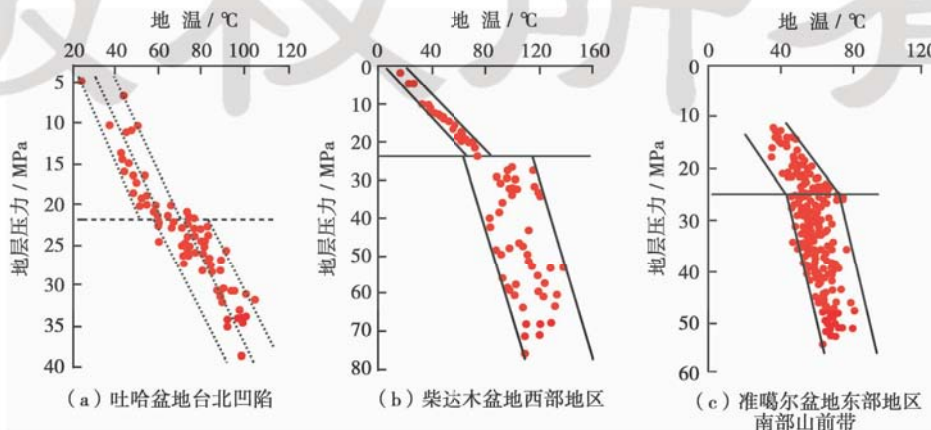 版权所有
地 温 / ℃
地 温 / ℃
地 温 / ℃
20 40 60 80 100 120
0 40 80 120 160
0 40 80 120
地层压力 / MPa
5
10
15
20
25
30
35
40
地层压力 / MPa
0
10
20
30
40
50
60
70
80
地层压力 / MPa
0
10
20
30
40
50
60
(a)吐哈盆地台北凹陷
(b)柴达木盆地西部地区
(c)准噶尔盆地东部地区
南部山前带